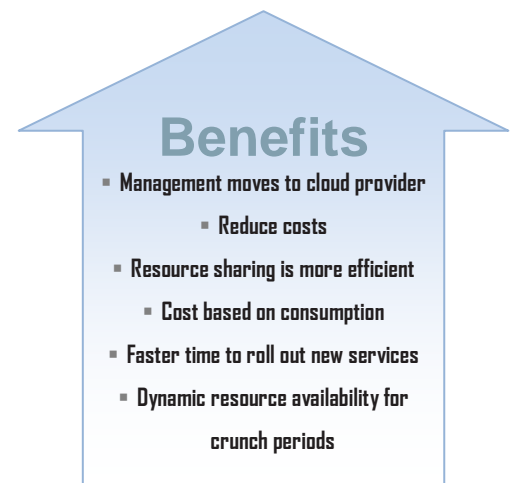 Benefits
▪ Management moves to cloud provider
▪ Reduce costs
▪ Resource sharing is more efficient
▪ Cost based on consumption
▪ Faster time to roll out new services
▪ Dynamic resource availability for
crunch periods